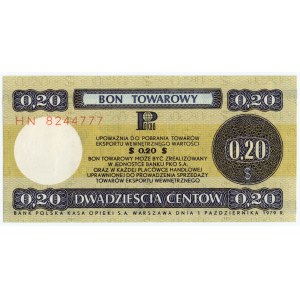 0,20 BON TOWAROWY 0,20
HN 8244777
UPOWAŻNIA DO POBRANIA TOWARÓW
EKSPORTU WEWNĘTRZNEGO WARTOŚCI
$ 0.20 $
BON TOWAROWY MOŻE BYĆ ZREALIZOWANY
W JEDNOSTCE BANKU PKO S.A.
ORAZ W KAŻDEJ PLACÓWCE HANDLOWEJ
UPRAWNIONEJ DO PROWADZENIA SPRZEDAŻY
TOWARÓW EKSPORTU WEWNĘTRZNEGO
0,20
$
0,20 DWADZIEŚCIA CENTÓW 0,20
BANK POLSKA KASA OPIEKI S.A. WARSZAWA DNIA 1 PAŹDZIERNIKA 1979 R.